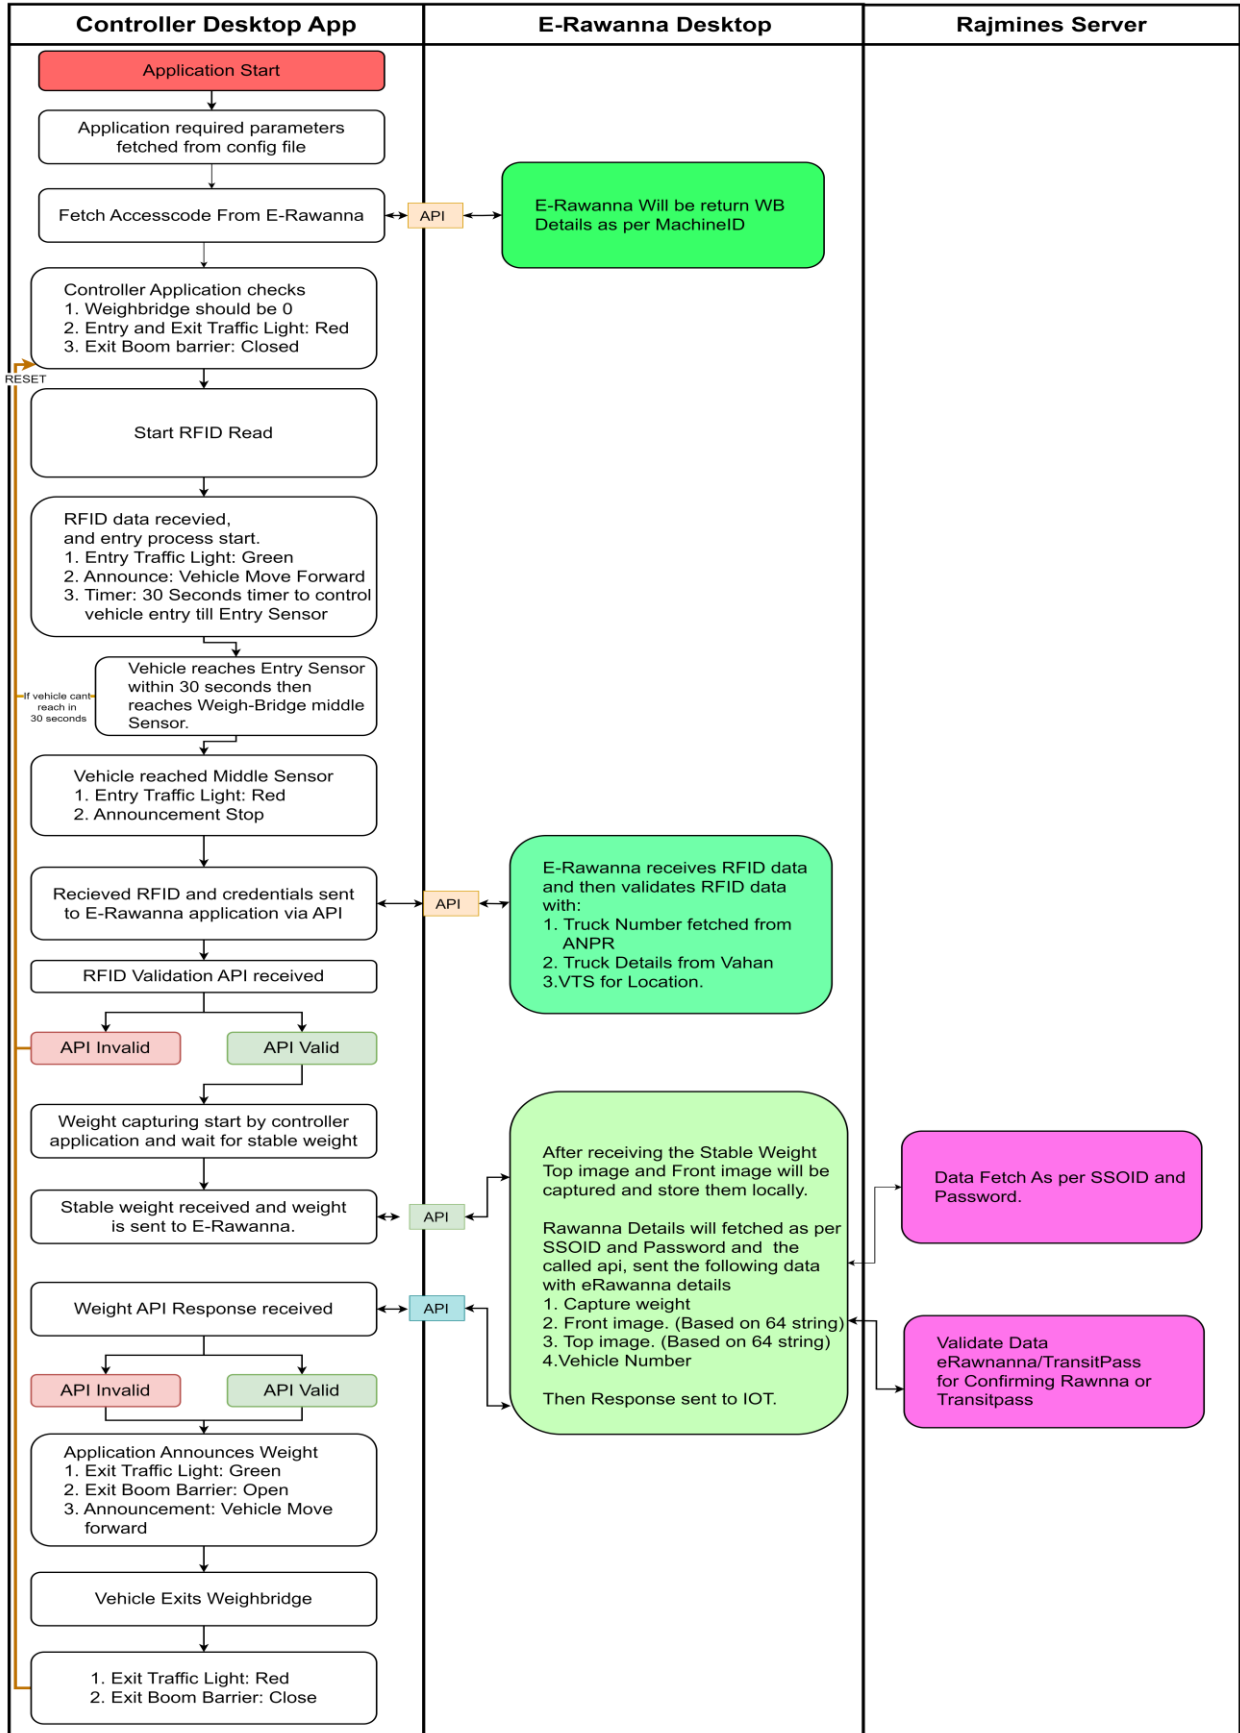 Controller Desktop App
E-Rawanna Desktop
Rajmines Server
Application Start
Application required parameters
fetched from config file
Fetch Accesscode From E-Rawanna
API
E-Rawanna Will be return WB
Details as per MachineID
Controller Application checks
1. Weighbridge should be 0
2. Entry and Exit Traffic Light: Red
3. Exit Boom barrier: Closed
RESET
Start RFID Read
RFID data recevied,
and entry process start.
1. Entry Traffic Light: Green
2. Announce: Vehicle Move Forward
3. Timer: 30 Seconds timer to control
vehicle entry till Entry Sensor
Vehicle reaches Entry Sensor
within 30 seconds then
reaches Weigh-Bridge middle
Sensor.
If vehicle cant
reach in
30 seconds
Vehicle reached Middle Sensor
1. Entry Traffic Light: Red
2. Announcement Stop
Recieved RFID and credentials sent
to E-Rawanna application via API
API
E-Rawanna receives RFID data
and then validates RFID data
with:
1. Truck Number fetched from
ANPR
2. Truck Details from Vahan
3.VTS for Location.
RFID Validation API received
API Invalid
API Valid
Weight capturing start by controller
application and wait for stable weight
Stable weight received and weight
is sent to E-Rawanna.
API
After receiving the Stable Weight
Top image and Front image will be
captured and store them locally.
Rawanna Details will fetched as per
SSOID and Password and the
called api, sent the following data
with eRawanna details
1. Capture weight
2. Front image. (Based on 64 string)
3. Top image. (Based on 64 string)
4.Vehicle Number
Then Response sent to IOT.
Data Fetch As per SSOID and
Password.
Weight API Response received
API
Validate Data
eRawnanna/TransitPass
for Confirming Rawnna or
Transitpass
API Invalid
API Valid
Application Announces Weight
1. Exit Traffic Light: Green
2. Exit Boom Barrier: Open
3. Announcement: Vehicle Move
forward
Vehicle Exits Weighbridge
1. Exit Traffic Light: Red
2. Exit Boom Barrier: Close